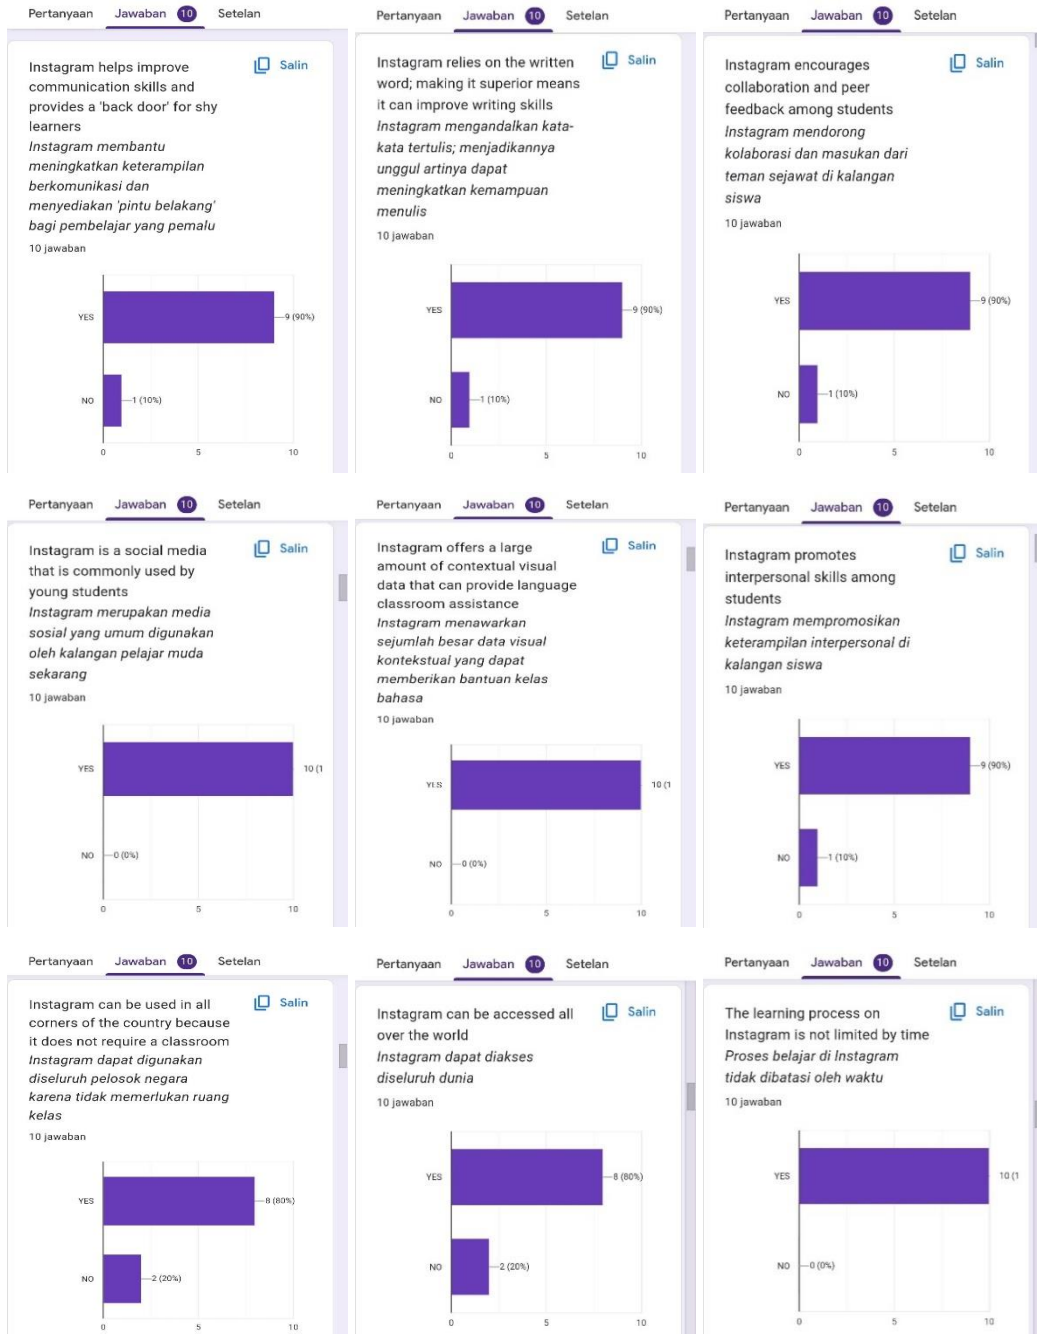 Pertanyaan Jawaban 10 Setelan
Instagram helps improve
communication skills and
provides a 'back door' for shy
learners
Instagram membantu
meningkatkan keterampilan
berkomunikasi dan
menyediakan 'pintu belakang'
bagi pembelajar yang pemalu
Salin
10 jawaban
YES 9 (90%)
NO 1 (10%)
0 5 10
Pertanyaan Jawaban 10 Setelan
Instagram relies on the written
word; making it superior means
it can improve writing skills
Instagram mengandalkan kata-
kata tertulis; menjadikannya
unggul artinya dapat
meningkatkan kemampuan
menulis
Salin
10 jawaban
YES 9 (90%)
NO 1 (10%)
0 5 10
Pertanyaan Jawaban 10 Setelan
Instagram encourages
collaboration and peer
feedback among students
Instagram mendorong
kolaborasi dan masukan dari
teman sejawat di kalangan
siswa
Salin
10 jawaban
YES 9 (90%)
NO 1 (10%)
0 5 10
Pertanyaan Jawaban 10 Setelan
Instagram is a social media
that is commonly used by
young students
Instagram merupakan media
sosial yang umum digunakan
oleh kalangan pelajar muda
sekarang
Salin
10 jawaban
YES 10 (1
NO 0 (0%)
0 5 10
Pertanyaan Jawaban 10 Setelan
Instagram offers a large
amount of contextual visual
data that can provide language
classroom assistance
Instagram menawarkan
sejumlah besar data visual
kontekstual yang dapat
memberikan bantuan kelas
bahasa
Salin
10 jawaban
YES 10 (1
NO 0 (0%)
0 5 10
Pertanyaan Jawaban 10 Setelan
Instagram promotes
interpersonal skills among
students
Instagram mempromosikan
keterampilan interpersonal di
kalangan siswa
Salin
10 jawaban
YES 9 (90%)
NO 1 (10%)
0 5 10
Pertanyaan Jawaban 10 Setelan
Instagram can be used in all
corners of the country because
it does not require a classroom
Instagram dapat digunakan
diseluruh pelosok negara
karena tidak memerlukan ruang
kelas
Salin
10 jawaban
YES 8 (80%)
NO 2 (20%)
0 5 10
Pertanyaan Jawaban 10 Setelan
Instagram can be accessed all
over the world
Instagram dapat diakses
diseluruh dunia
Salin
10 jawaban
YES 8 (80%)
NO 2 (20%)
0 5 10
Pertanyaan Jawaban 10 Setelan
The learning process on
Instagram is not limited by time
Proses belajar di Instagram
tidak dibatasi oleh waktu
Salin
10 jawaban
YES 10 (1
NO 0 (0%)
0 5 10